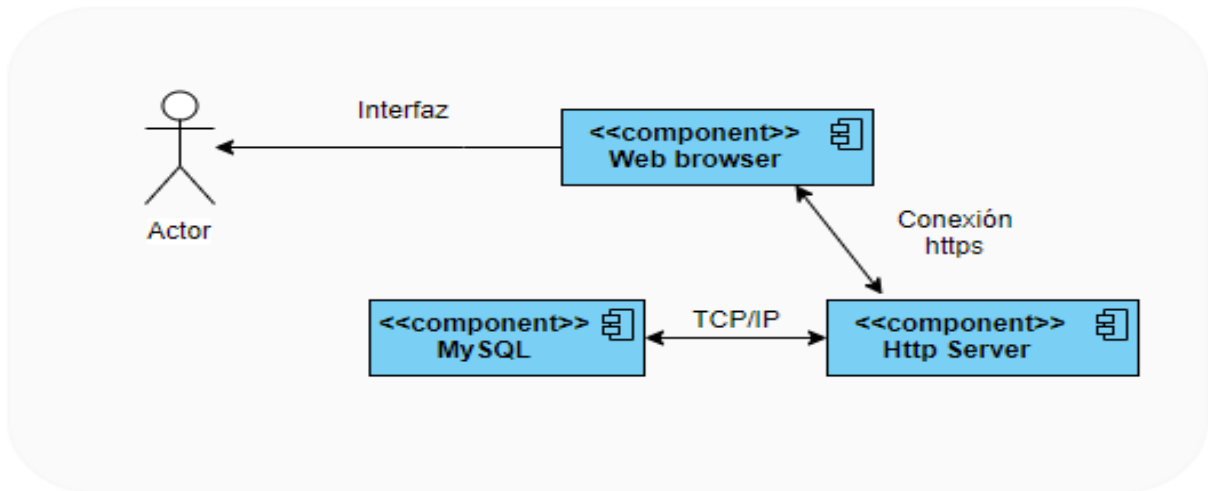 Interfaz
<<component>>
Web browser
Actor
Conexión
https
<<component>>
MySQL
TCP/IP
<<component>>
Http Server